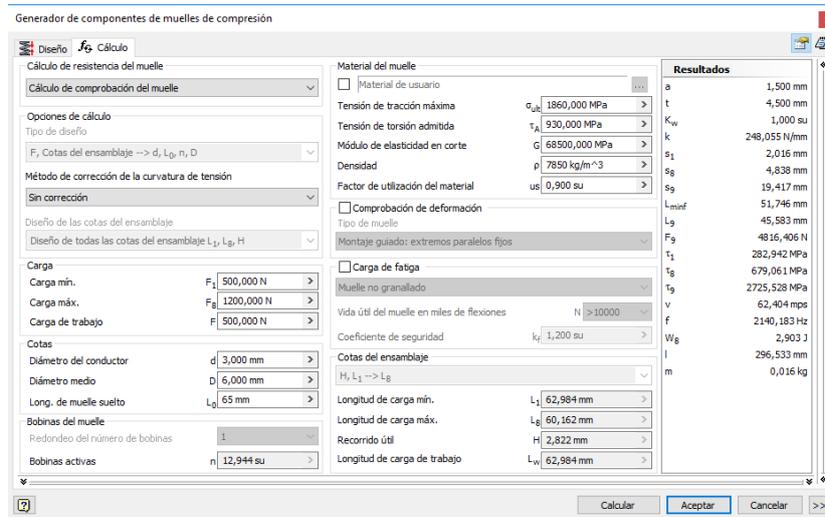 Generador de componentes de muelles de compresión
Diseño
fG Cálculo
Cálculo de resistencia del muelle
Cálculo de comprobación del muelle
Opciones de cálculo
Tipo de diseño
F, Cotas del ensamblaje --> d, L0, n, D
Método de corrección de la curvatura de tensión
Sin corrección
Diseño de las cotas del ensamblaje
Diseño de todas las cotas del ensamblaje L1, L8, H
Carga
Carga mín. F1 500,000 N >
Carga máx. F8 1200,000 N >
Carga de trabajo F 500,000 N >
Cotas
Diámetro del conductor d 3,000 mm >
Diámetro medio D 6,000 mm >
Long. de muelle suelto L0 65 mm >
Bobinas del muelle
Redondeo del número de bobinas 1
Bobinas activas n 12,944 su >
Material del muelle
Material de usuario ...
Tensión de tracción máxima σult 1860,000 MPa >
Tensión de torsión admitida τA 930,000 MPa >
Módulo de elasticidad en corte G 68500,000 MPa >
Densidad ρ 7850 kg/m^3 >
Factor de utilización del material us 0,900 su >
Comprobación de deformación
Tipo de muelle
Montaje guiado: extremos paralelos fijos
Carga de fatiga
Muelle no granallado
Vida útil del muelle en miles de flexiones N >10000
Coeficiente de seguridad kf 1,200 su >
Cotas del ensamblaje
H, L1 --> L8
Longitud de carga mín. L1 62,984 mm >
Longitud de carga máx. L8 60,162 mm >
Recorrido útil H 2,822 mm >
Longitud de carga de trabajo Lw 62,984 mm >
Resultados
a 1,500 mm
t 4,500 mm
Kw 1,000 su
k 248,055 N/mm
s1 2,016 mm
s8 4,838 mm
s9 19,417 mm
Lminf 51,746 mm
L9 45,583 mm
F9 4816,406 N
τ1 282,942 MPa
τ8 679,061 MPa
τ9 2725,528 MPa
v 62,404 mps
f 2140,183 Hz
W8 2,903 J
l 296,533 mm
m 0,016 kg
?
Calcular
Aceptar
Cancelar
>>